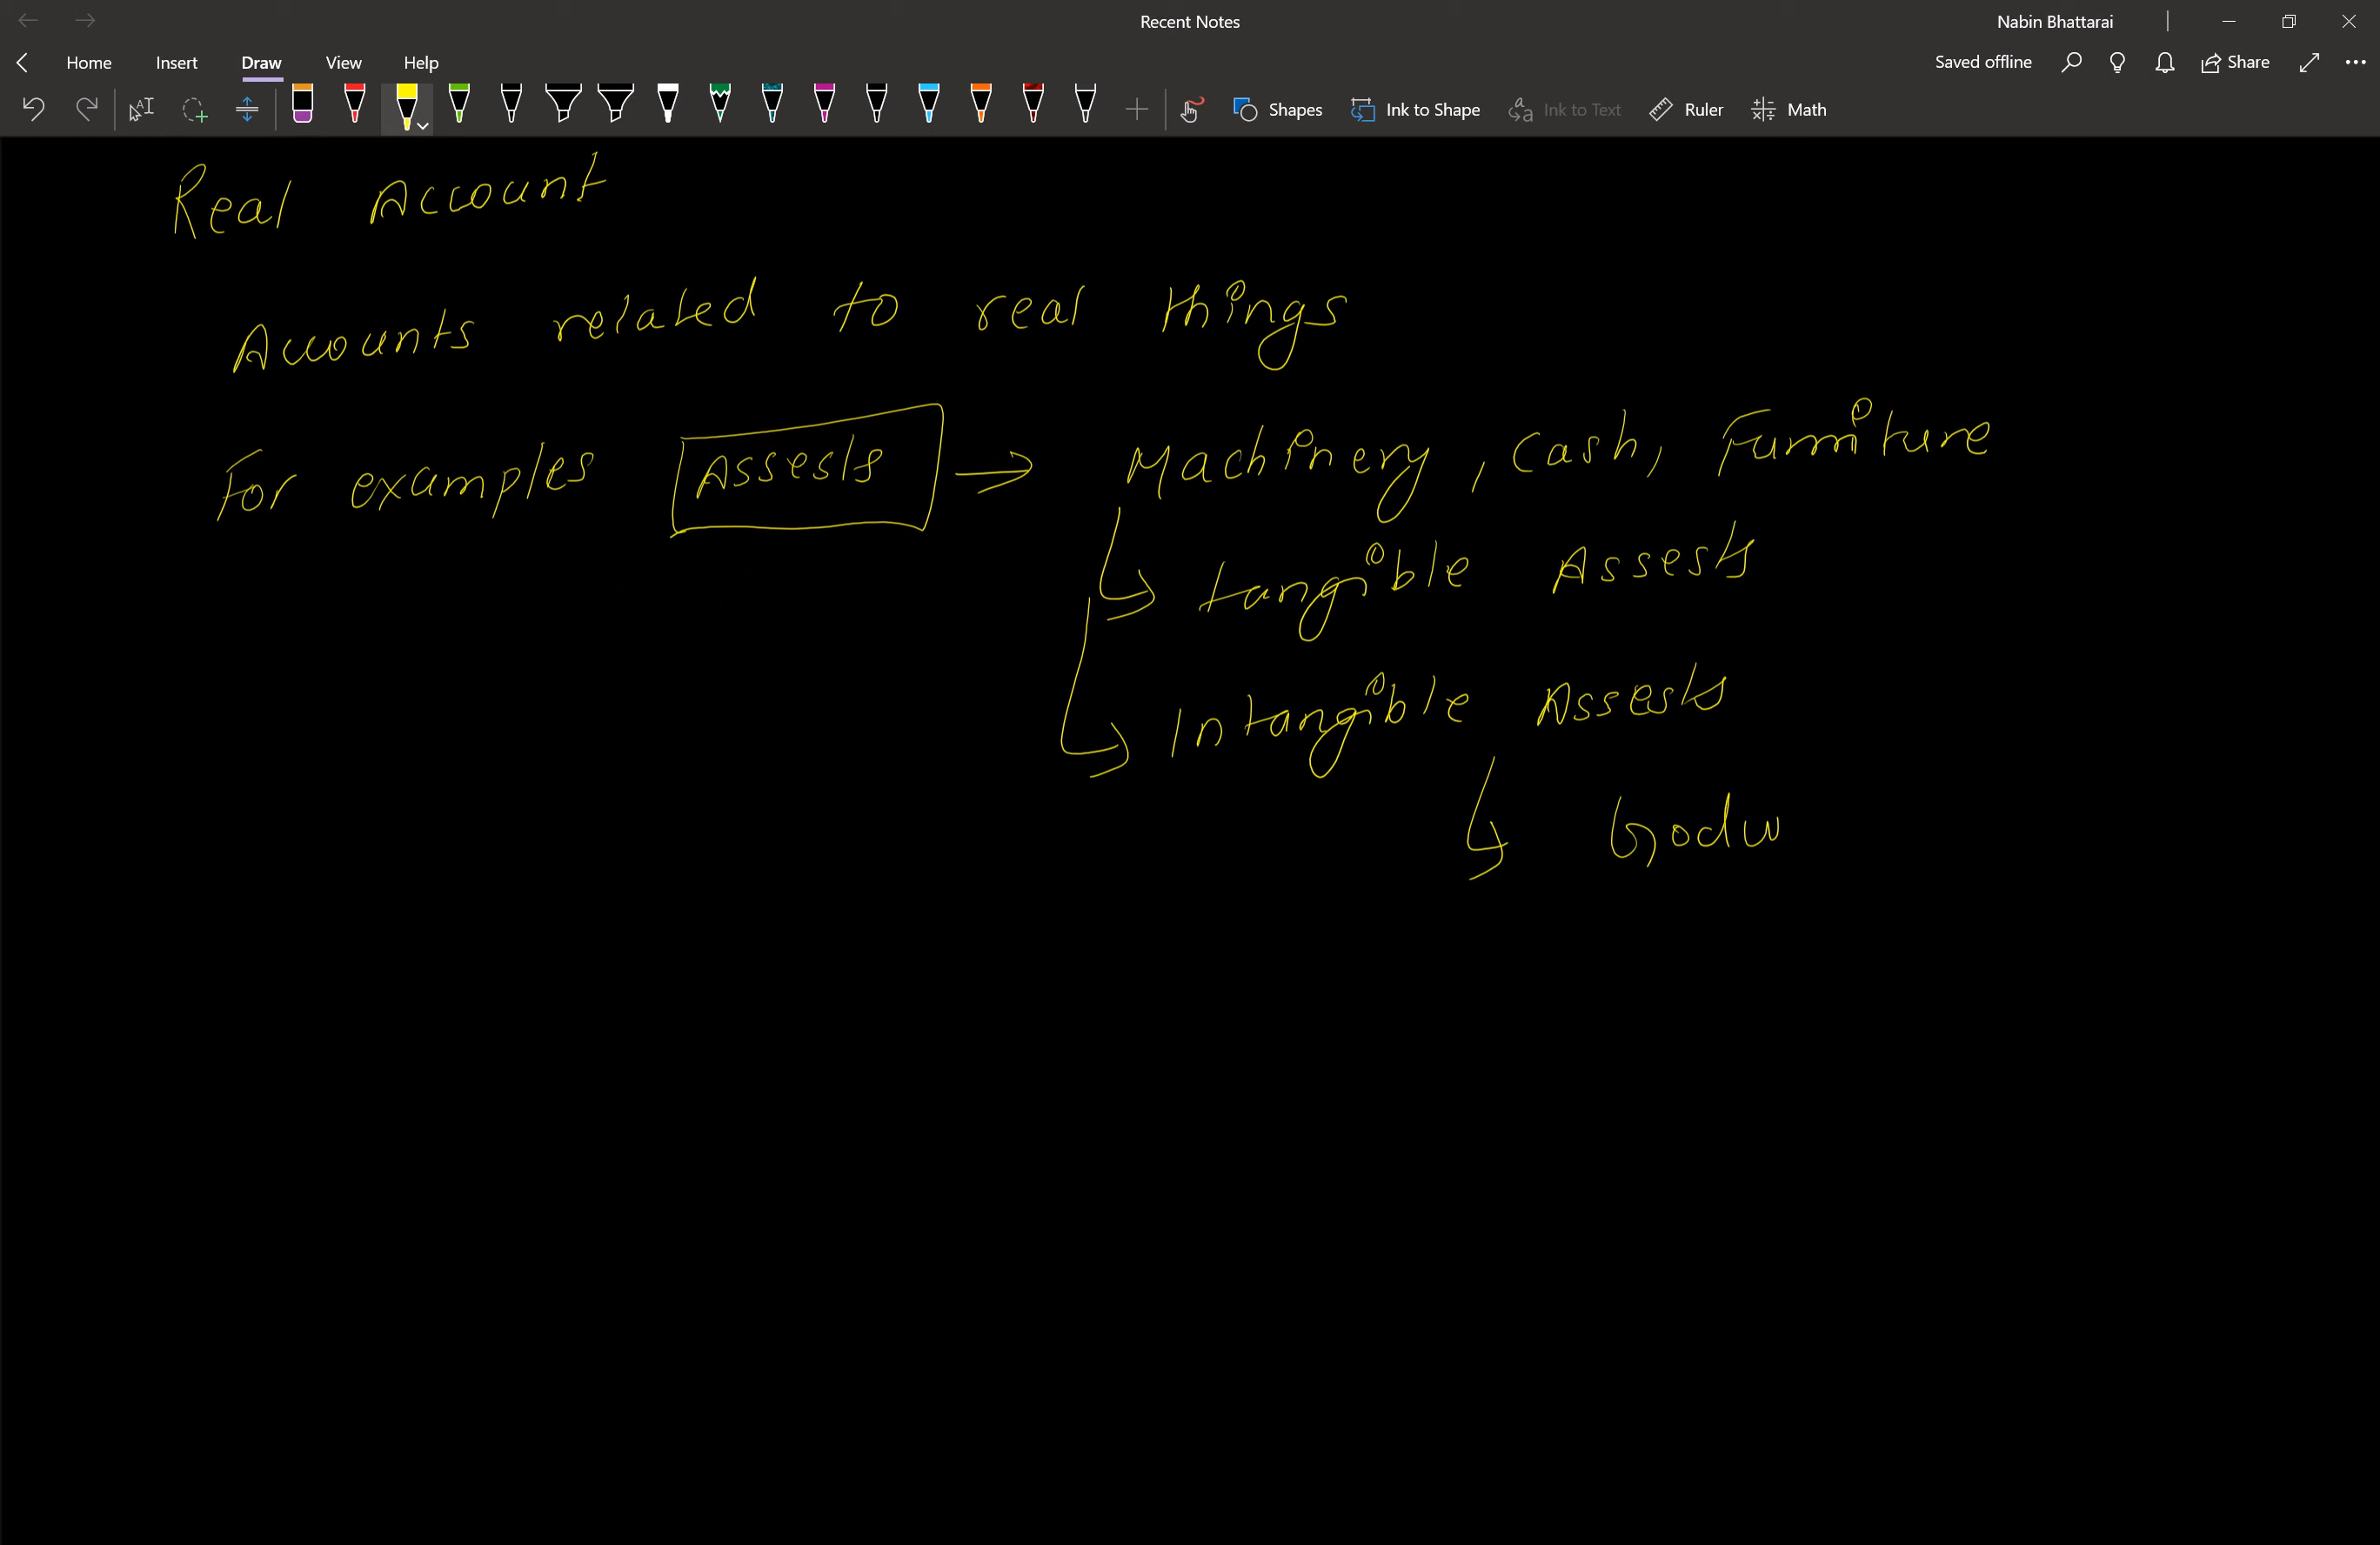 Recent Notes
Nabin Bhattarai
Home Insert Draw View Help
Saved offline
Share
Shapes Ink to Shape Ink to Text Ruler Math
Real Account
Accounts related to real things
For examples Assests → Machinery, Cash, Furniture
tangible Assests
Intangible Assests
Godw